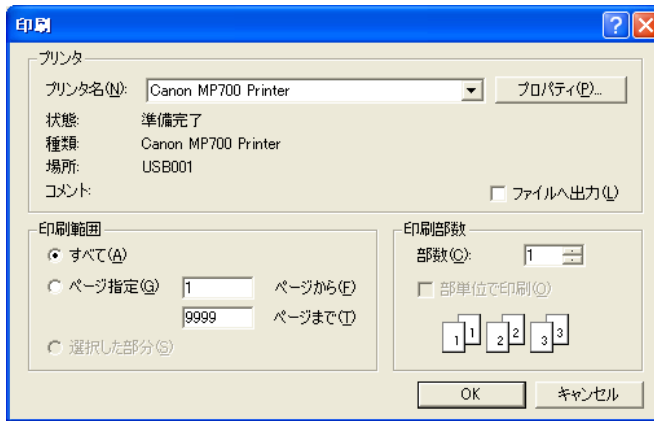 印刷
プリンタ
プリンタ名(N): Canon MP700 Printer プロパティ(P)...
状態: 準備完了
種類: Canon MP700 Printer
場所: USB001
コメント:
ファイルへ出力(L)
印刷範囲
すべて(A)
ページ指定(G) 1 ページから(F)
9999 ページまで(T)
選択した部分(S)
印刷部数
部数(C): 1
部単位で印刷(O)
1 1 2 2 3 3
OK キャンセル